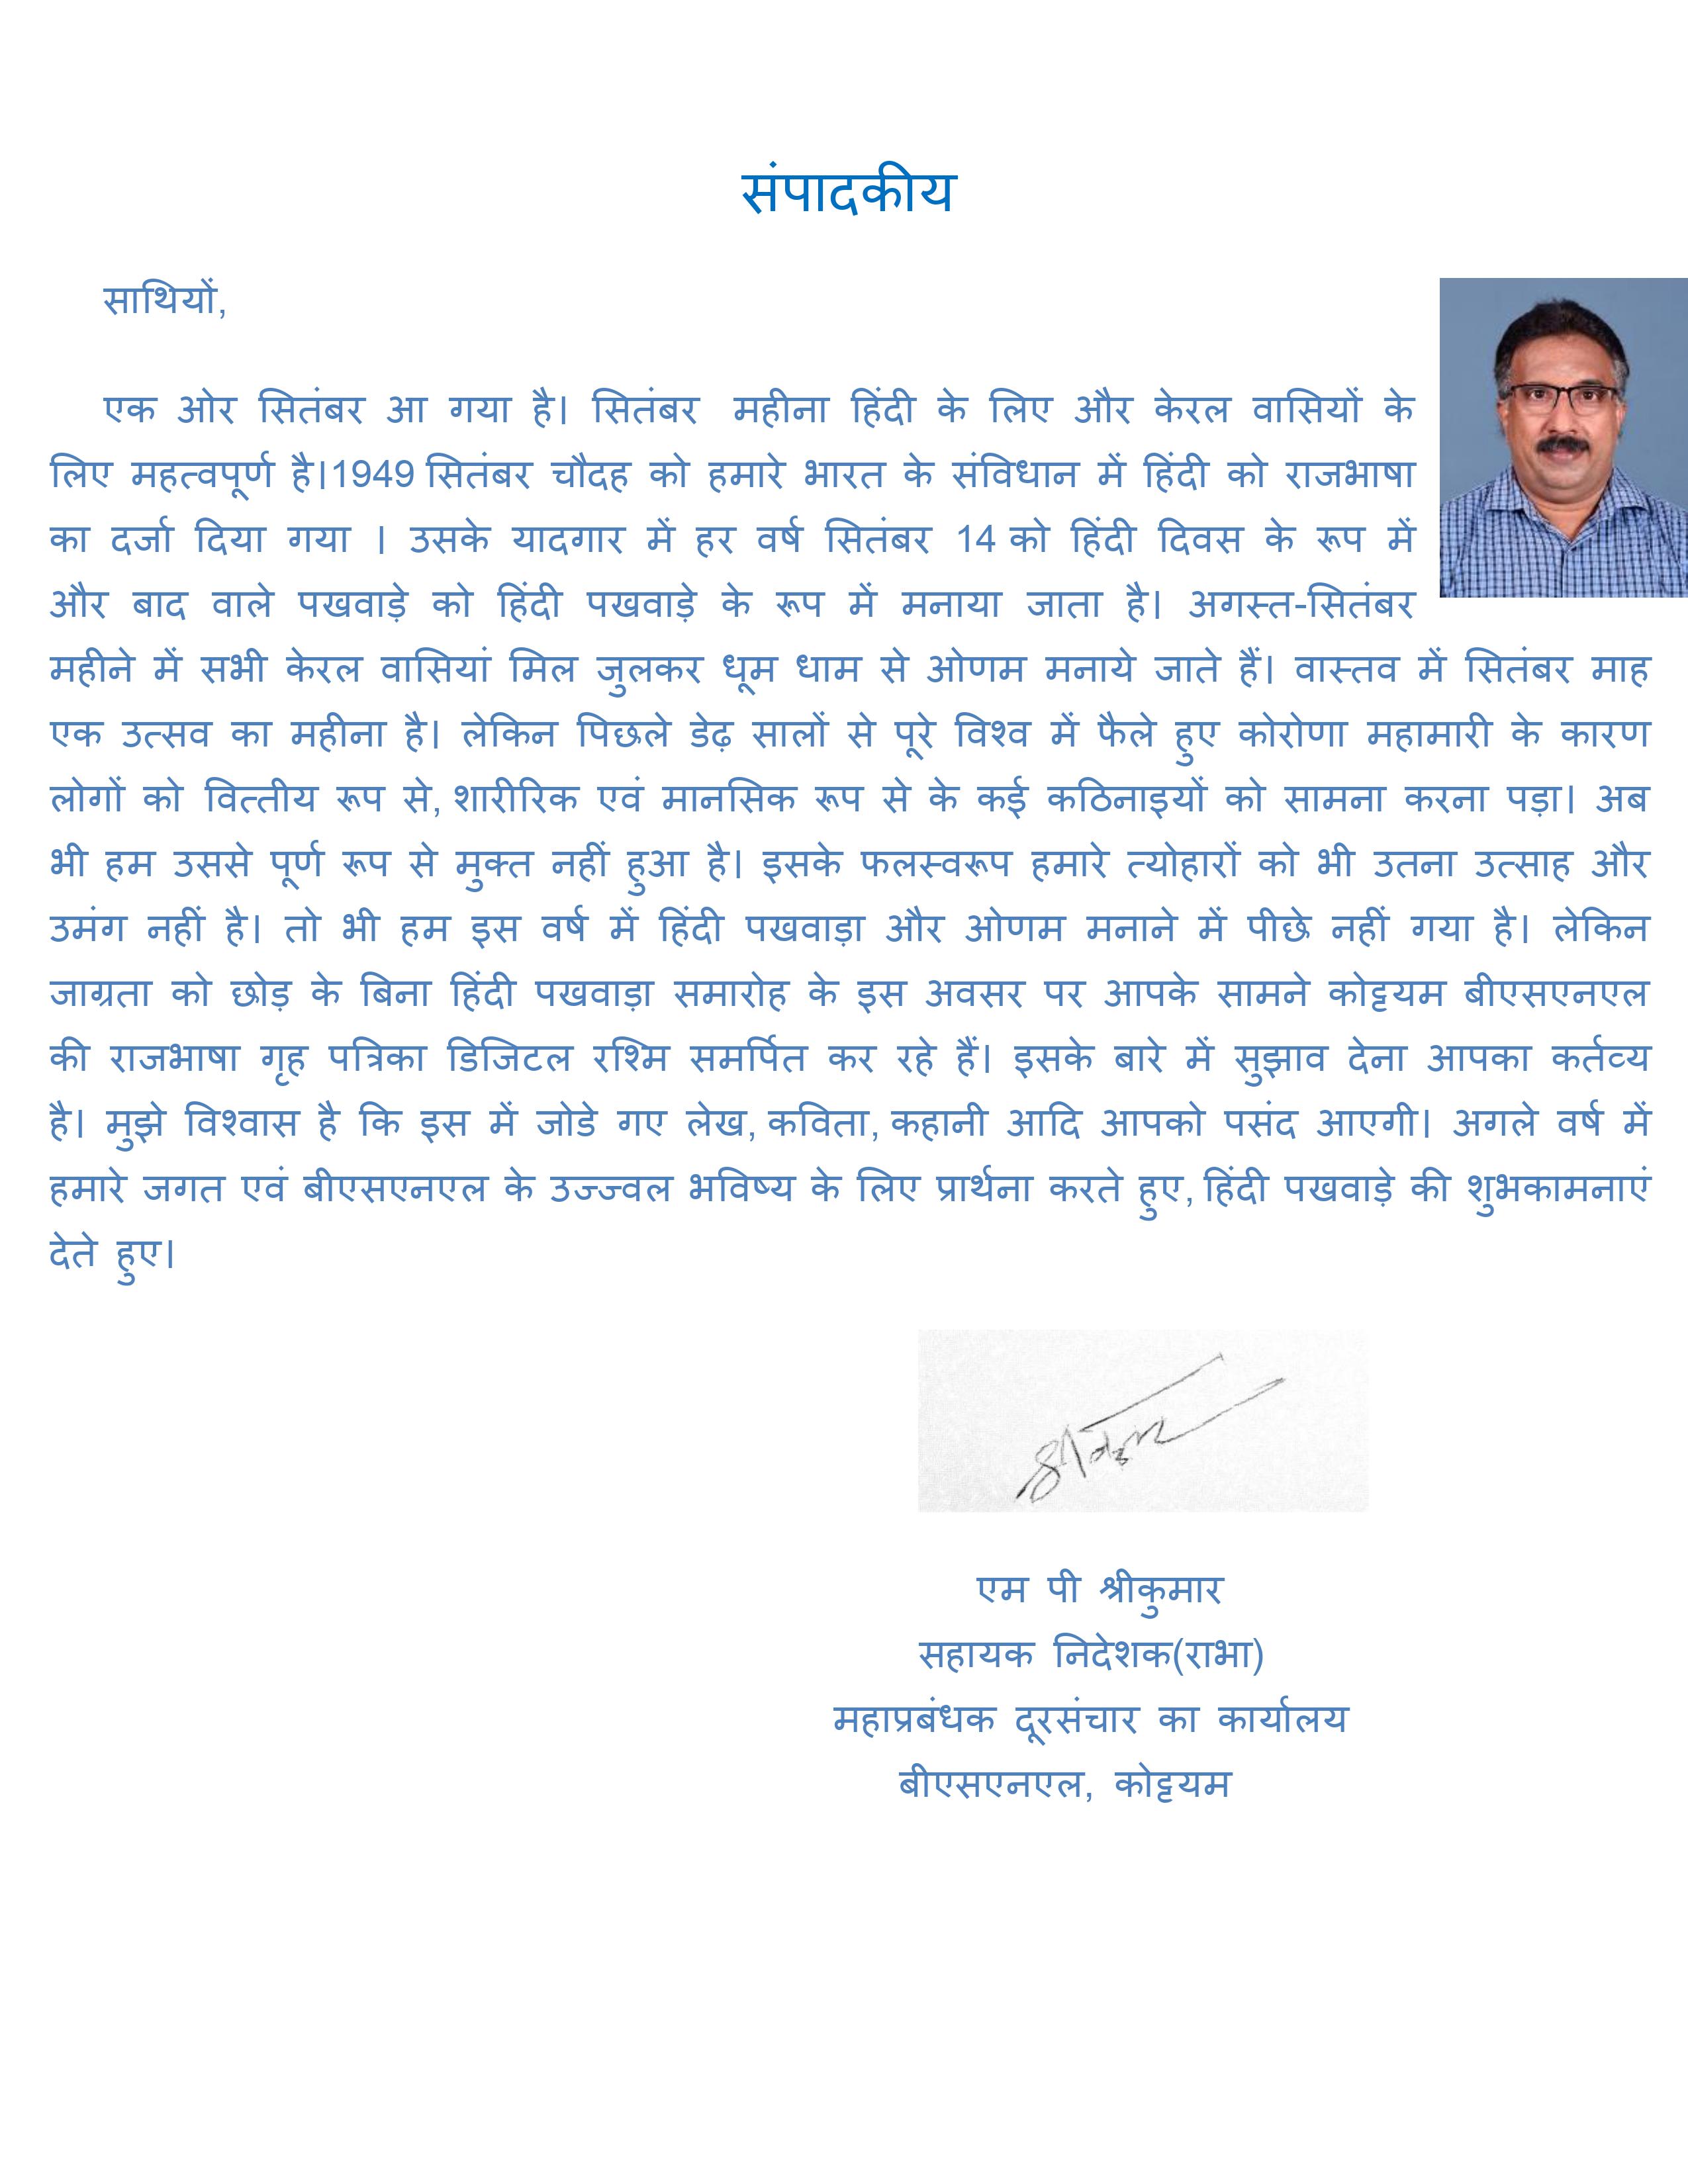 संपादकीय
साथियों,
एक ओर सितंबर आ गया है। सितंबर महीना हिंदी के लिए और केरल वासियों के
लिए महत्वपूर्ण है।1949 सितंबर चौदह को हमारे भारत के संविधान में हिंदी को राजभाषा
का दर्जा दिया गया । उसके यादगार में हर वर्ष सितंबर 14 को हिंदी दिवस के रूप में
और बाद वाले पखवाड़े को हिंदी पखवाड़े के रूप में मनाया जाता है। अगस्त-सितंबर
महीने में सभी केरल वासियां मिल जुलकर धूम धाम से ओणम मनाये जाते हैं। वास्तव में सितंबर माह
एक उत्सव का महीना है। लेकिन पिछले डेढ़ सालों से पूरे विश्व में फैले हुए कोरोणा महामारी के कारण
लोगों को वित्तीय रूप से, शारीरिक एवं मानसिक रूप से के कई कठिनाइयों को सामना करना पड़ा। अब
भी हम उससे पूर्ण रूप से मुक्त नहीं हुआ है। इसके फलस्वरूप हमारे त्योहारों को भी उतना उत्साह और
उमंग नहीं है। तो भी हम इस वर्ष में हिंदी पखवाड़ा और ओणम मनाने में पीछे नहीं गया है। लेकिन
जाग्रता को छोड़ के बिना हिंदी पखवाड़ा समारोह के इस अवसर पर आपके सामने कोट्टयम बीएसएनएल
की राजभाषा गृह पत्रिका डिजिटल रश्मि समर्पित कर रहे हैं। इसके बारे में सुझाव देना आपका कर्तव्य
है। मुझे विश्वास है कि इस में जोडे गए लेख, कविता, कहानी आदि आपको पसंद आएगी। अगले वर्ष में
हमारे जगत एवं बीएसएनएल के उज्ज्वल भविष्य के लिए प्रार्थना करते हुए, हिंदी पखवाड़े की शुभकामनाएं
देते हुए।
श्रीकुमार
एम पी श्रीकुमार
सहायक निदेशक(राभा)
महाप्रबंधक दूरसंचार का कार्यालय
बीएसएनएल, कोट्टयम